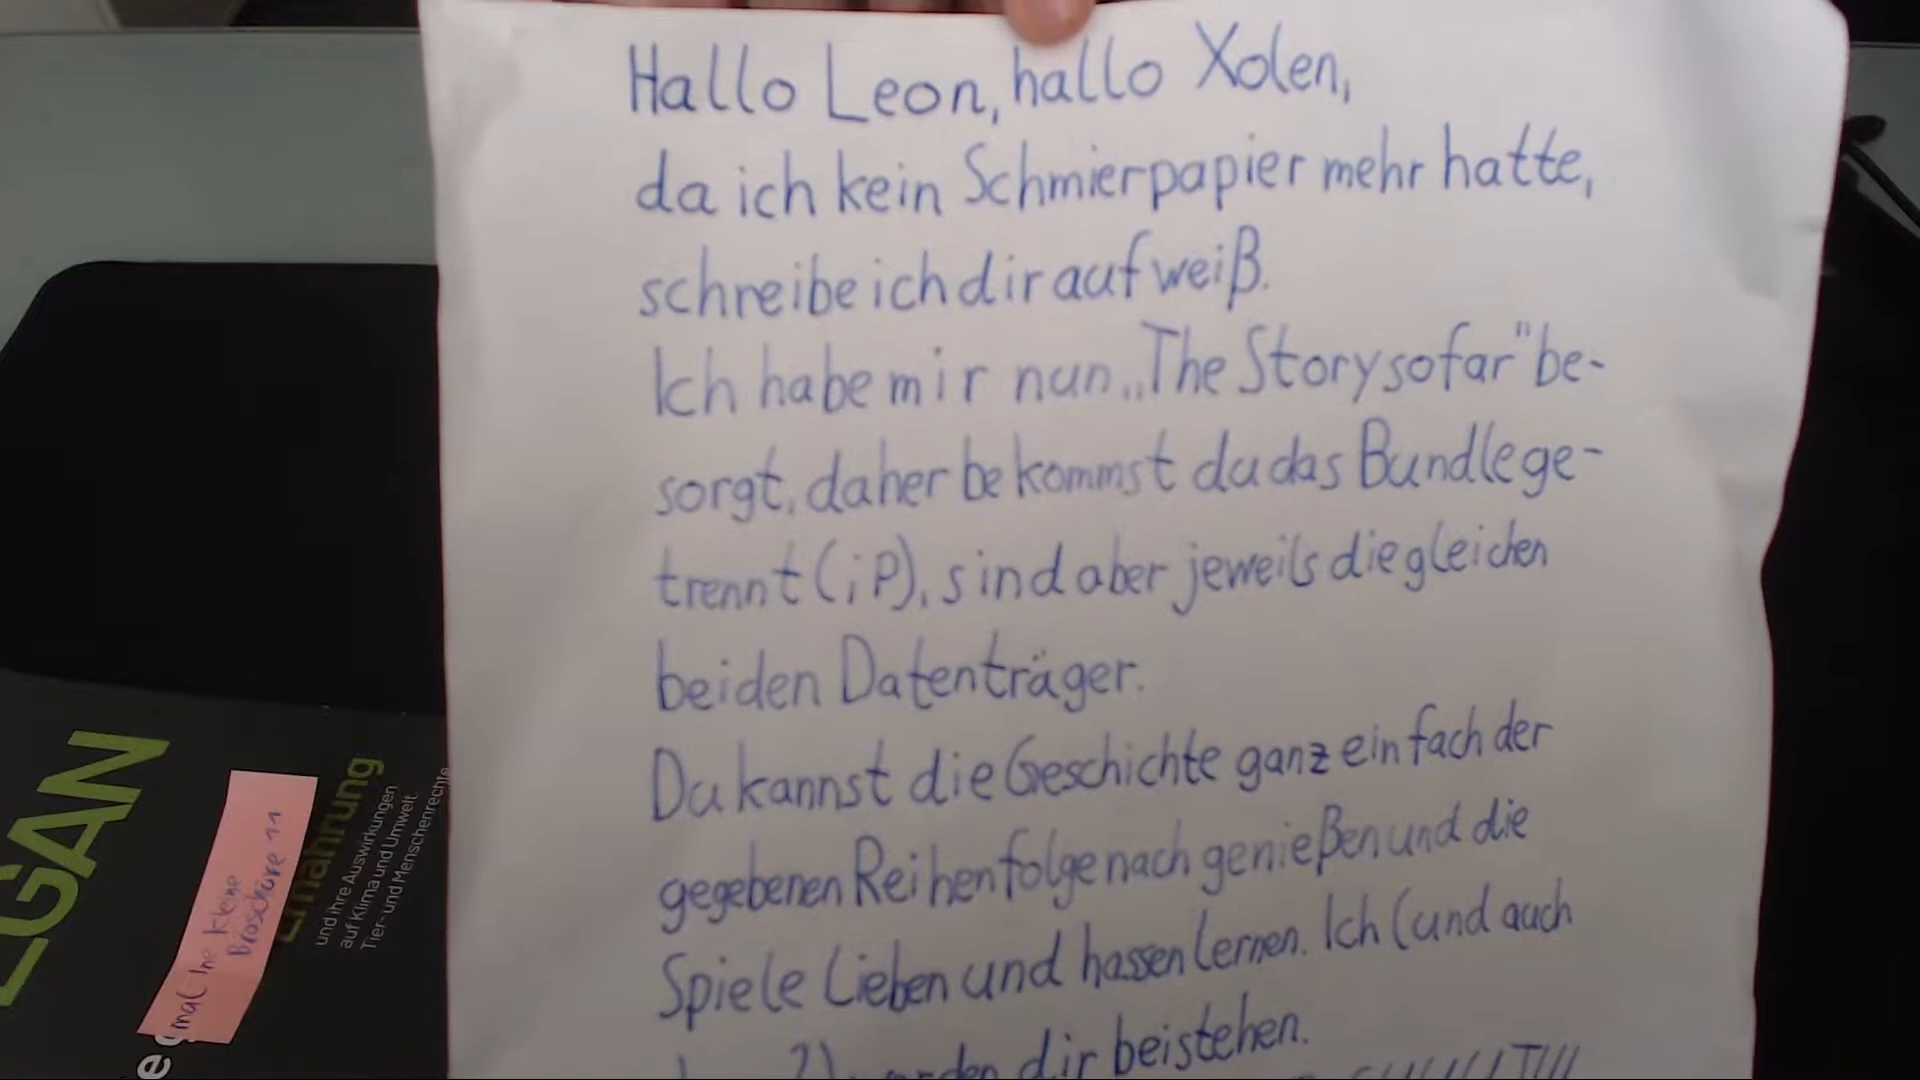 Hallo Leon, hallo Xolen,
da ich kein Schmierpapier mehr hatte,
schreibe ich dir auf weiß.
Ich habe mir nun „The Story so far" be-
sorgt, daher bekommst du das Bundle ge-
trennt (iP), sind aber jeweils die gleichen
beiden Datenträger.
Du kannst die Geschichte ganz einfach der
gegebenen Reihenfolge nach genießen und die
Spiele lieben und hassen lernen. Ich (und auch
dir beistehen.
EGAN
Ernährung
und ihre Auswirkungen
auf Klima und Umwelt,
Tier- und Menschenrechte
mal ne kleine
Broschüre ^^